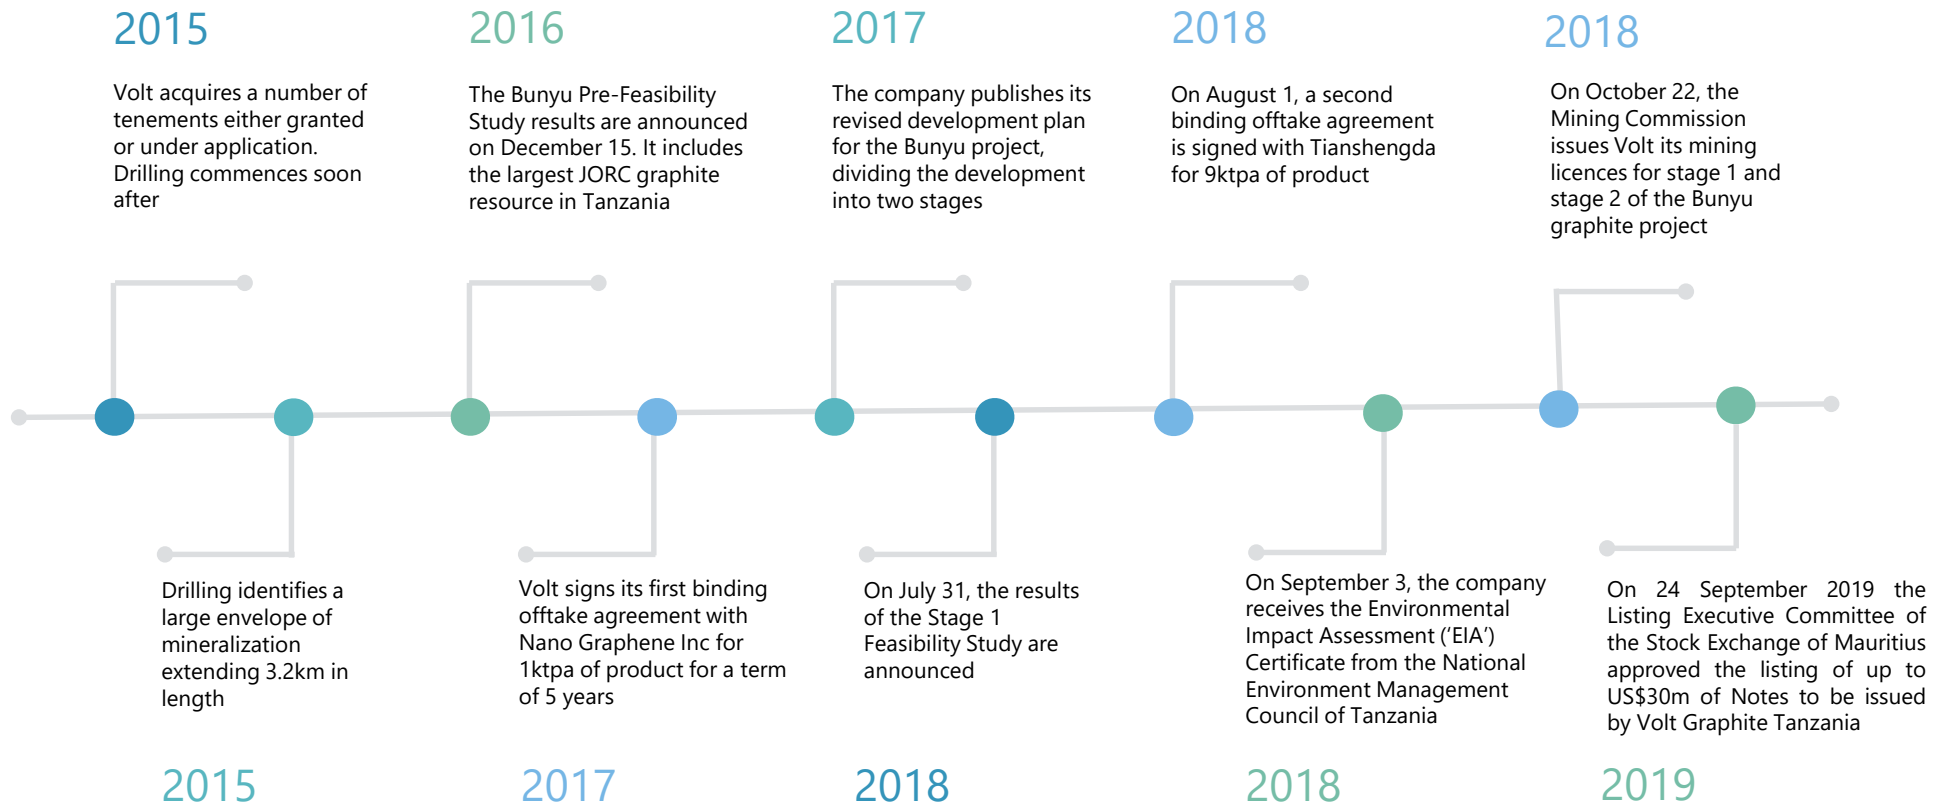 2015
Volt acquires a number of
tenements either granted
or under application.
Drilling commences soon
after
2016
The Bunyu Pre-Feasibility
Study results are announced
on December 15. It includes
the largest JORC graphite
resource in Tanzania
2017
The company publishes its
revised development plan
for the Bunyu project,
dividing the development
into two stages
2018
On August 1, a second
binding offtake agreement
is signed with Tianshengda
for 9ktpa of product
2018
On October 22, the
Mining Commission
issues Volt its mining
licences for stage 1 and
stage 2 of the Bunyu
graphite project
Drilling identifies a
large envelope of
mineralization
extending 3.2km in
length
2015
Volt signs its first binding
offtake agreement with
Nano Graphene Inc for
1ktpa of product for a term
of 5 years
2017
On July 31, the results
of the Stage 1
Feasibility Study are
announced
2018
On September 3, the company
receives the Environmental
Impact Assessment (‘EIA’)
Certificate from the National
Environment Management
Council of Tanzania
2018
On 24 September 2019 the
Listing Executive Committee of
the Stock Exchange of Mauritius
approved the listing of up to
US$30m of Notes to be issued
by Volt Graphite Tanzania
2019